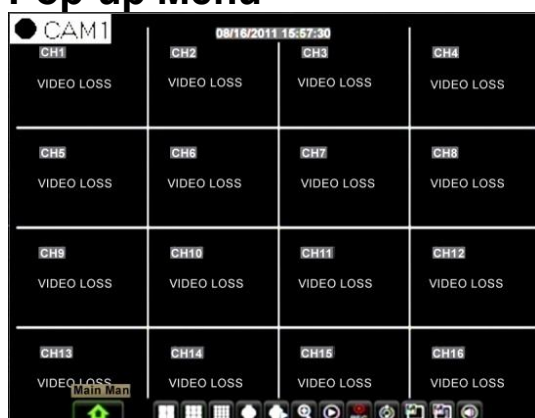 Pop-up Menu
CAM1
08/16/2011 15:57:30
CH1 CH2 CH3 CH4
VIDEO LOSS VIDEO LOSS VIDEO LOSS VIDEO LOSS
CH5 CH6 CH7 CH8
VIDEO LOSS VIDEO LOSS VIDEO LOSS VIDEO LOSS
CH9 CH10 CH11 CH12
VIDEO LOSS VIDEO LOSS VIDEO LOSS VIDEO LOSS
CH13 CH14 CH15 CH16
VIDEO LOSS VIDEO LOSS VIDEO LOSS VIDEO LOSS
Main Man